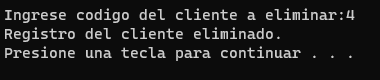 Ingrese codigo del cliente a eliminar:4
Registro del cliente eliminado.
Presione una tecla para continuar . . .